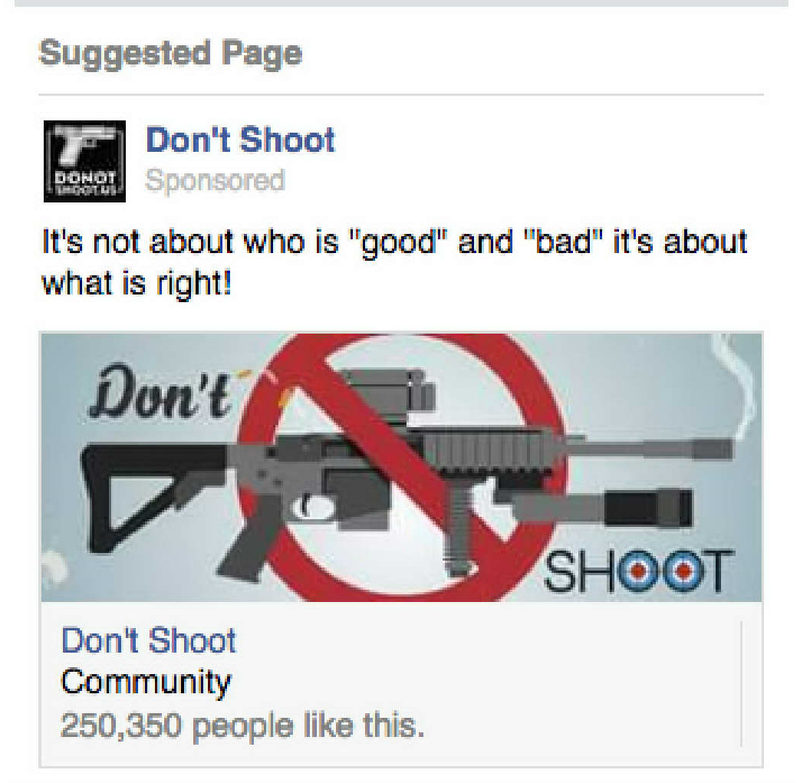 Suggested Page
Don't Shoot
Sponsored
DONOT
SHOOT.US
It's not about who is "good" and "bad" it's about
what is right!
Don't
SHOOT
Don't Shoot
Community
250,350 people like this.